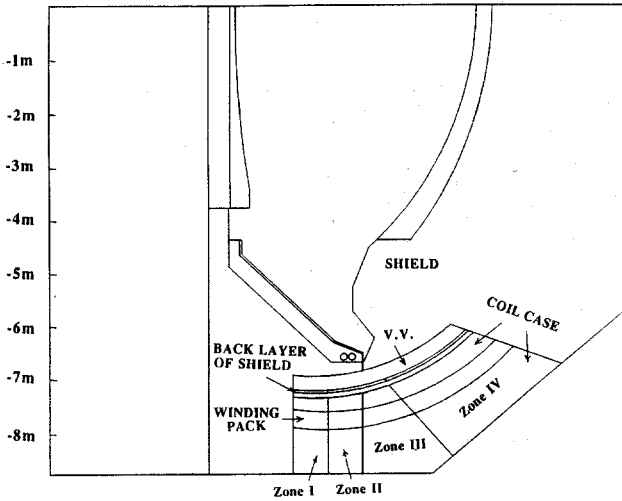 -1m
-2m
-3m
-4m
-5m
SHIELD
COIL CASE
-6m
V.V.
BACK LAYER
OF SHIELD
-7m
WINDING
PACK
Zone IV
-8m
Zone III
Zone I
Zone II